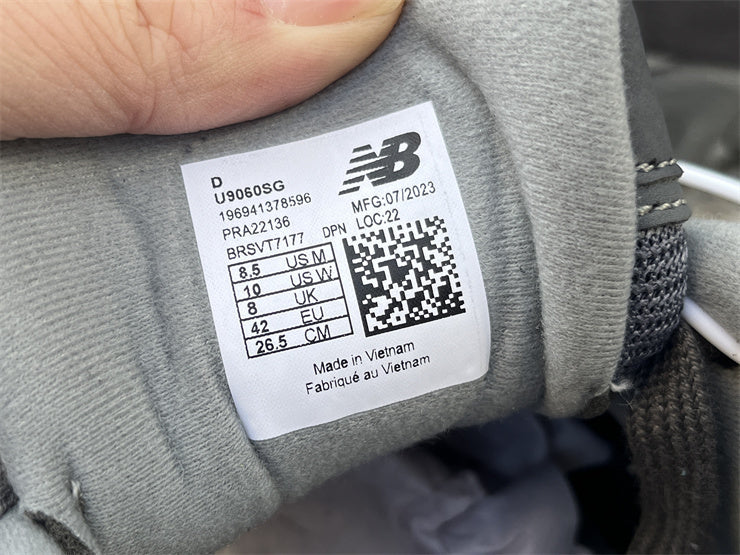 D
U9060SG
196941378596
PRA22136
BRSVT7177 DPN
NB
MFG:07/2023
LOC:22
8.5 US M
10 US W
8 UK
42 EU
26.5 CM
Made in Vietnam
Fabriqué au Vietnam